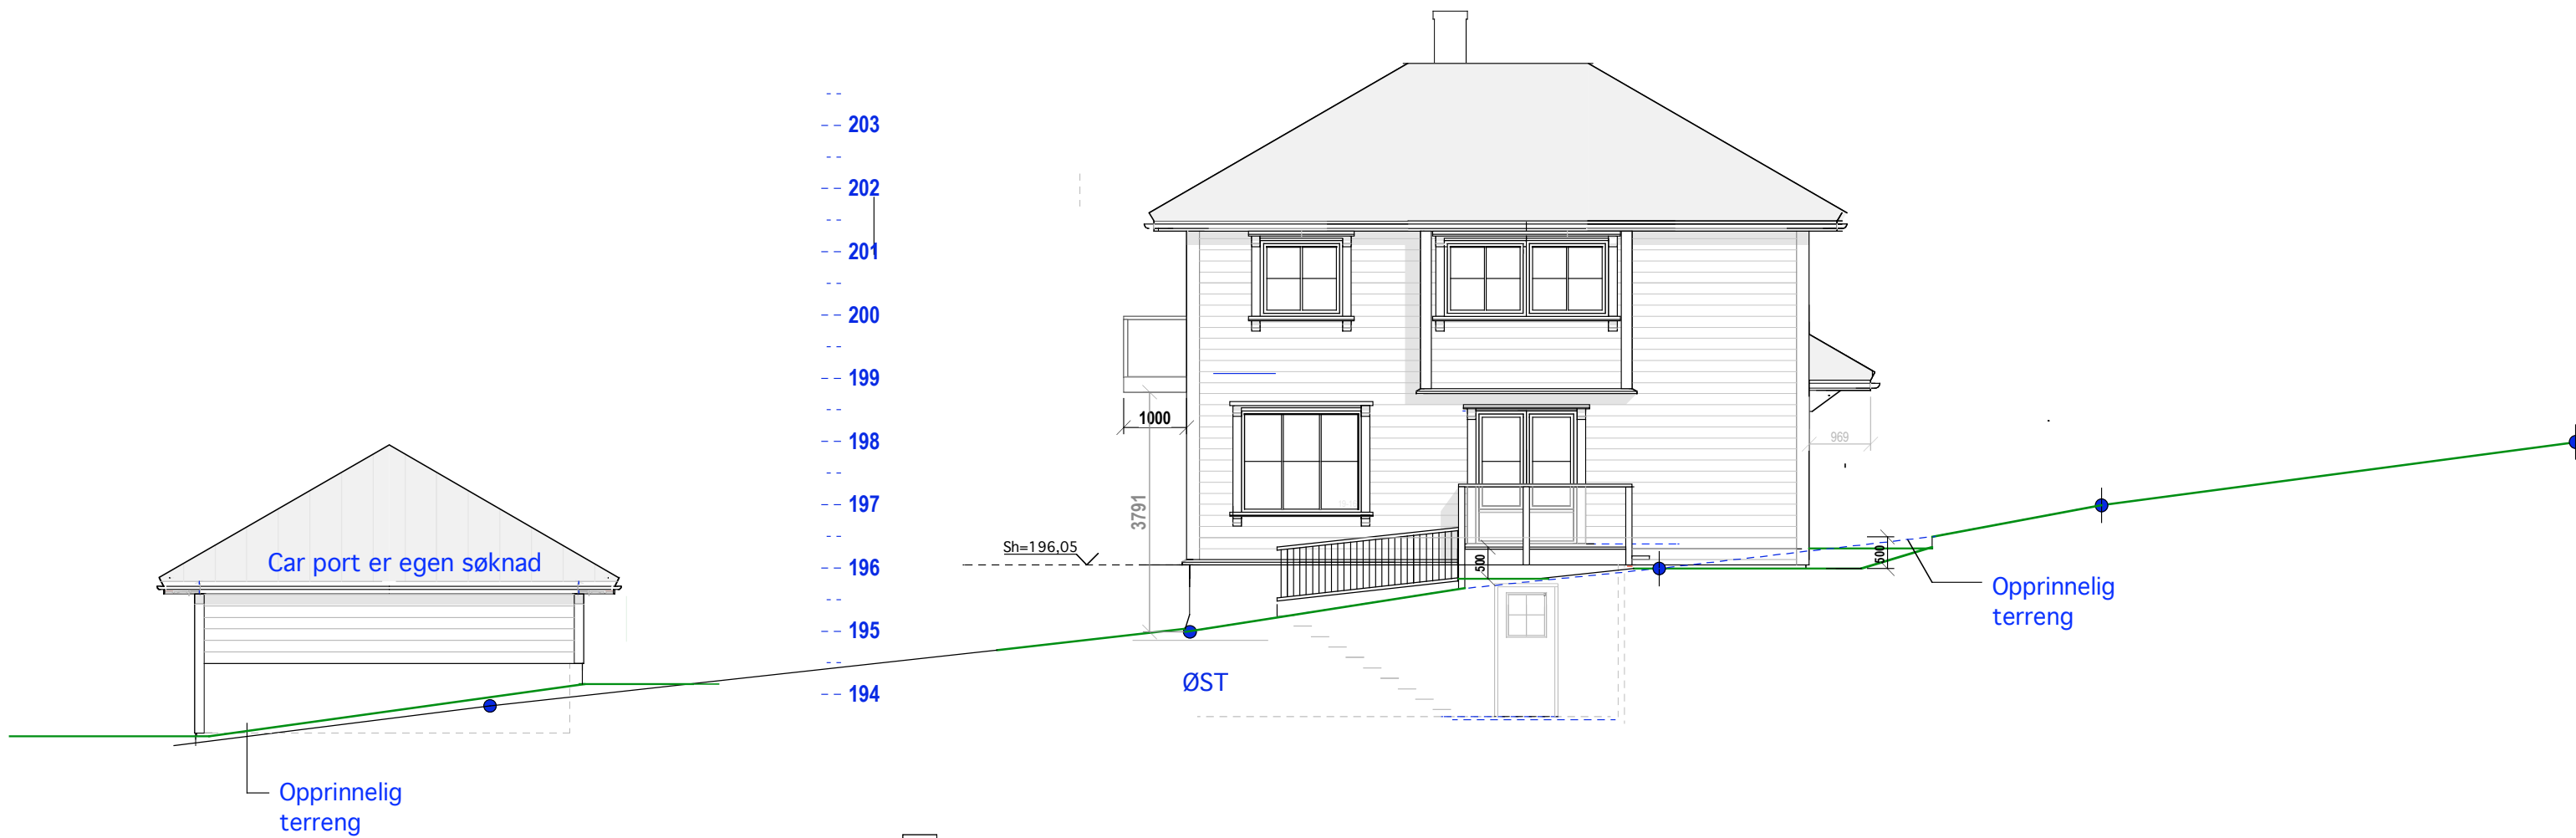 203
202
201
200
199
198
197
196
195
194
1000
3791
969
Sh=196,05
500
500
Car port er egen søknad
Opprinnelig
terreng
ØST
Opprinnelig
terreng